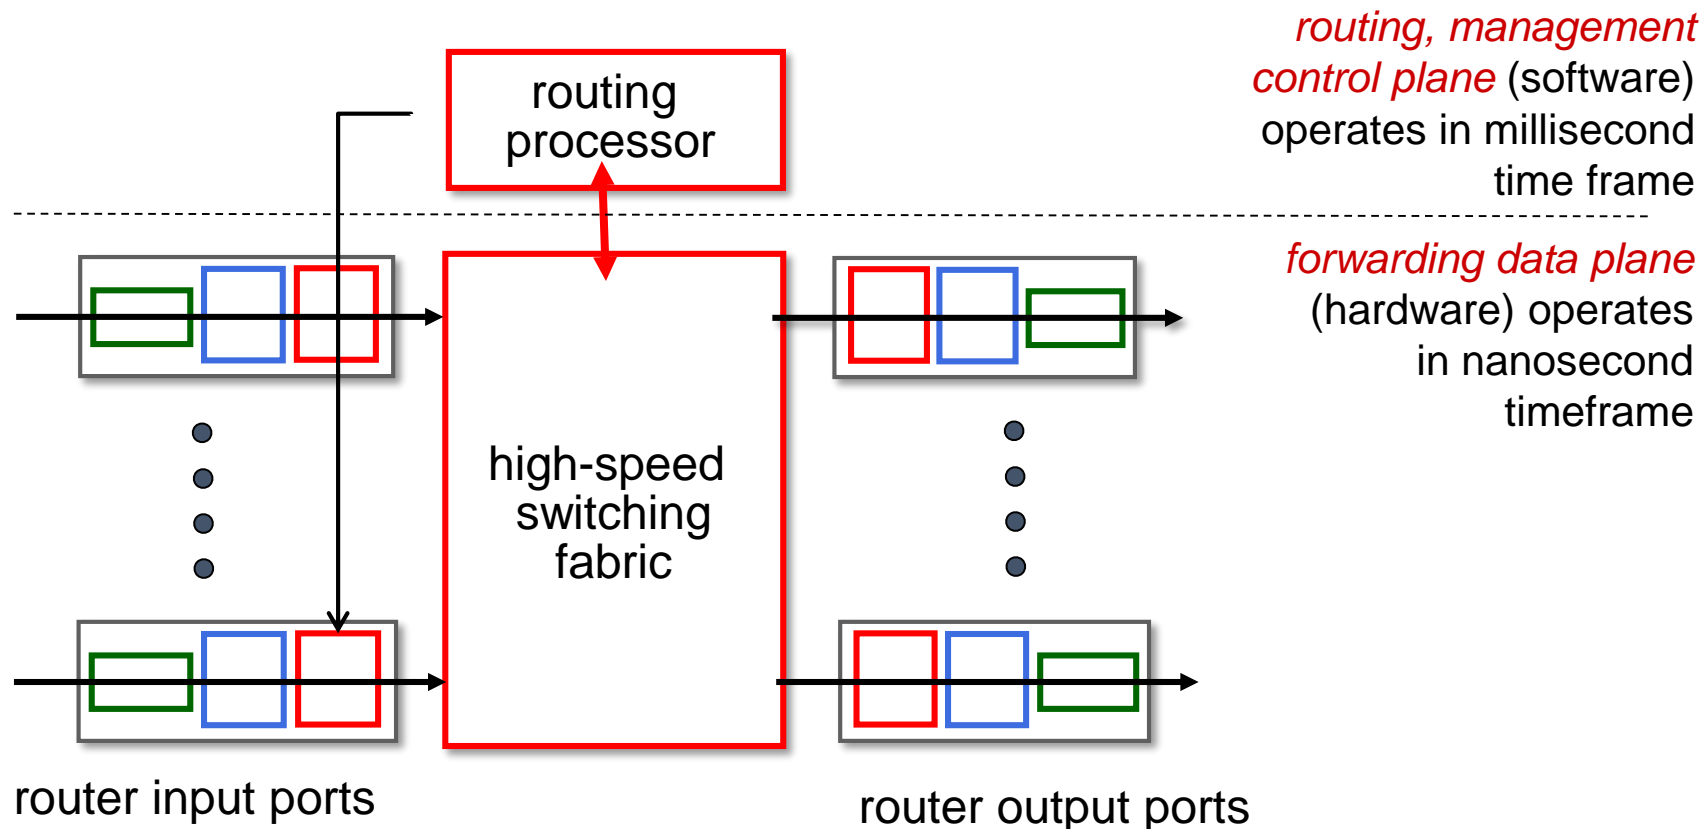 routing, management
control plane (software)
operates in millisecond
time frame
routing
processor
forwarding data plane
(hardware) operates
in nanosecond
timeframe
high-speed
switching
fabric
router input ports
router output ports